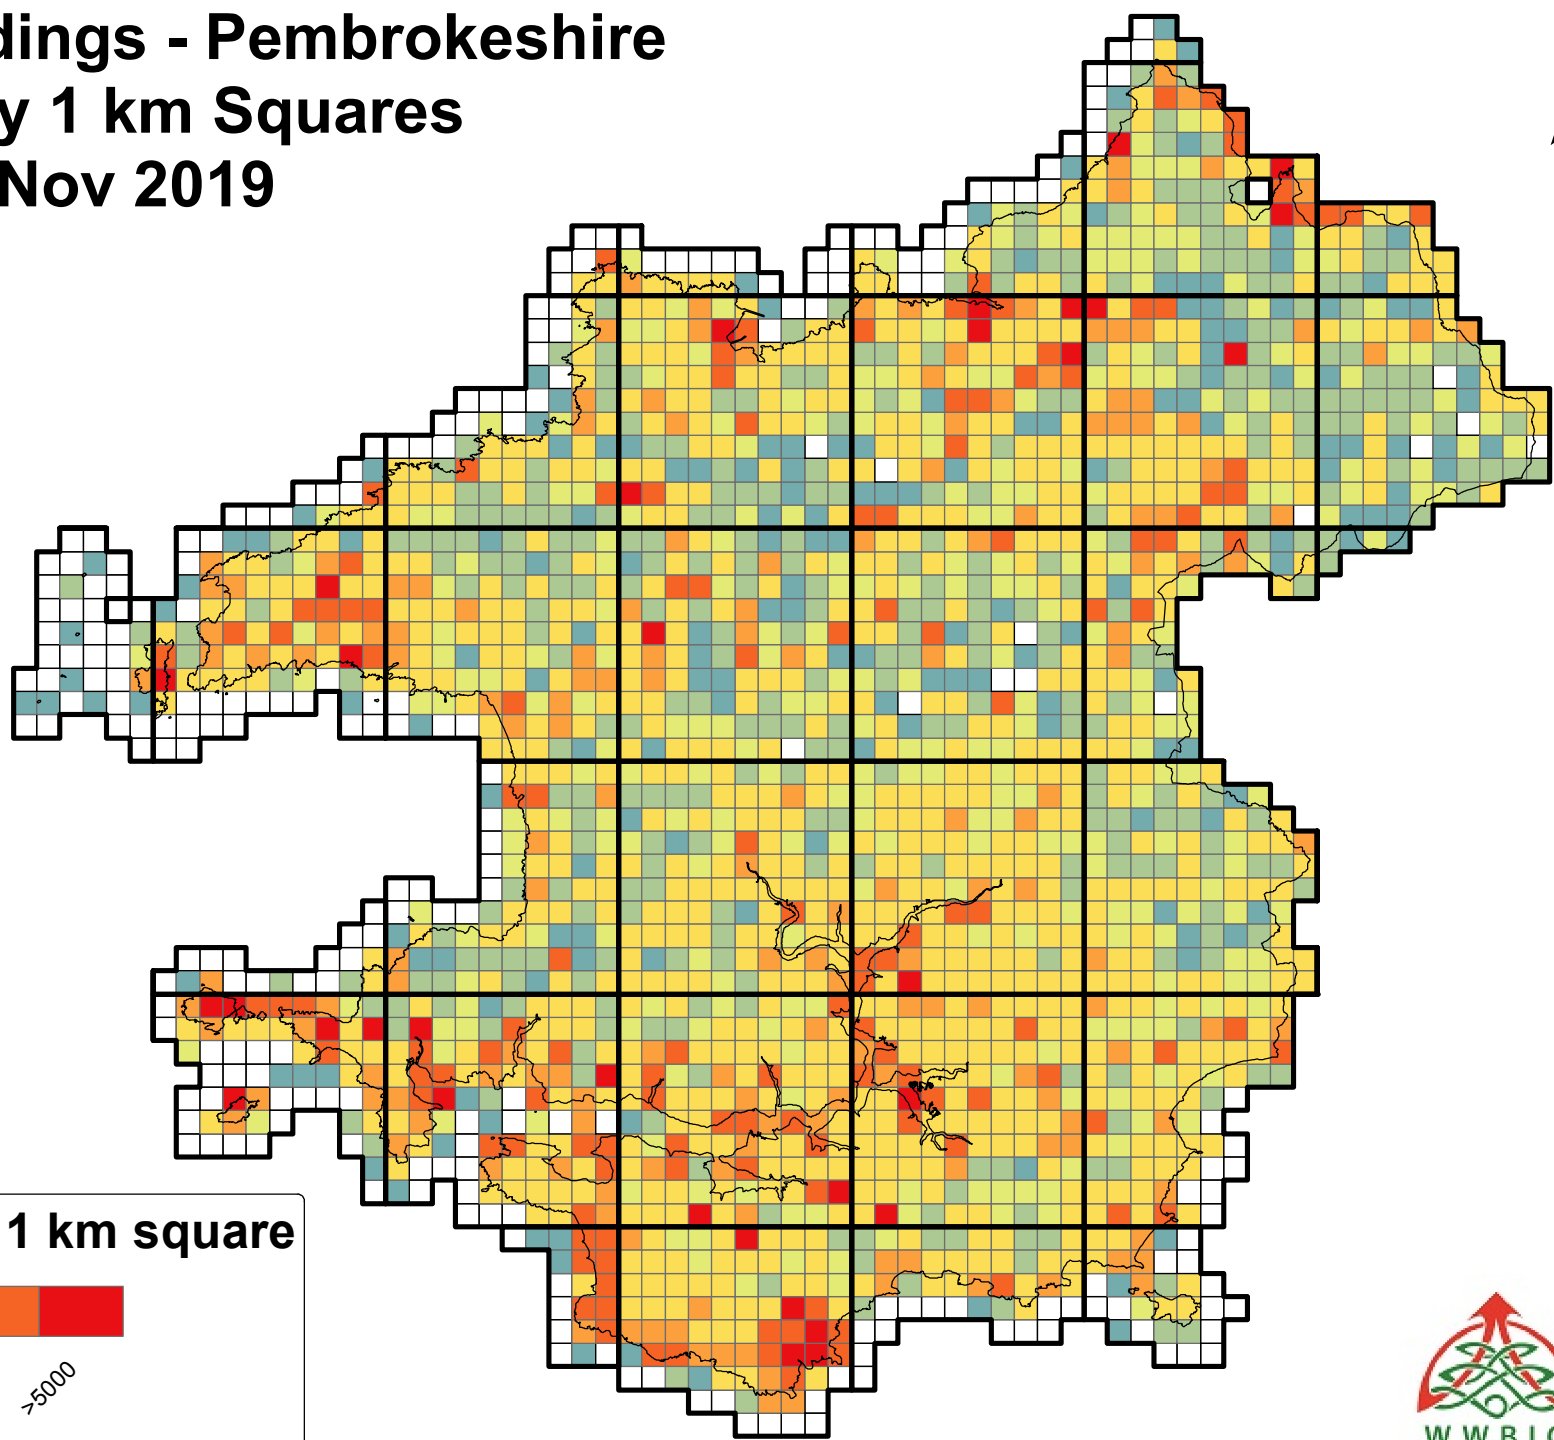 dings - Pembrokeshire
y 1 km Squares
Nov 2019
1 km square
>5000